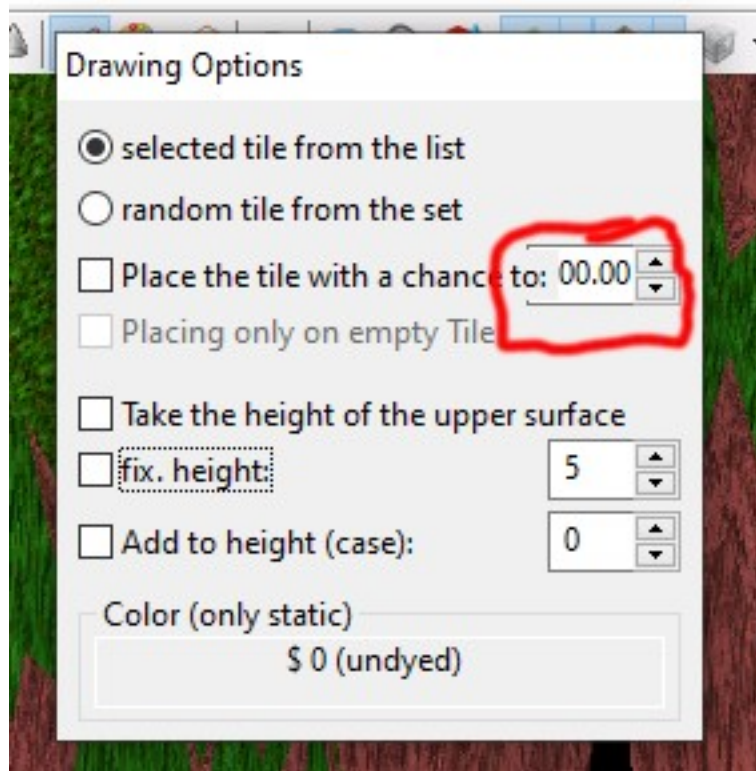 Drawing Options
selected tile from the list
random tile from the set
Place the tile with a chance to: 00.00
Placing only on empty Tile
Take the height of the upper surface
fix. height: 5
Add to height (case): 0
Color (only static)
$ 0 (undyed)